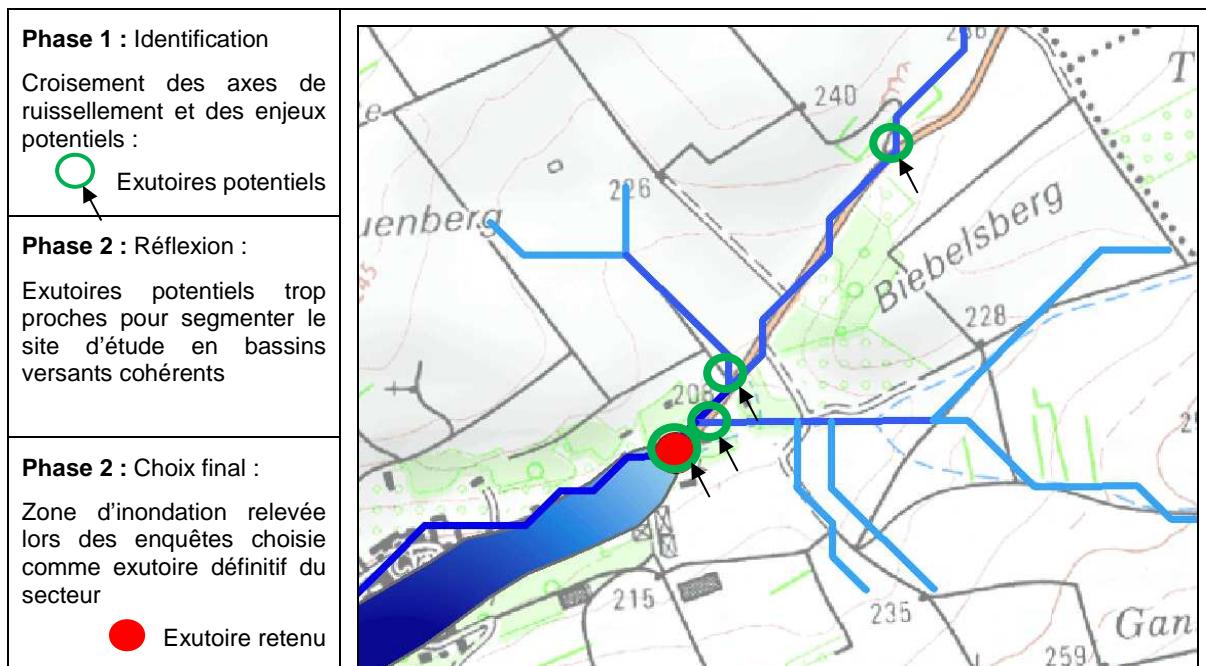 Phase 1 : Identification
Croisement des axes de
ruissellement et des enjeux
potentiels :
Exutoires potentiels
Phase 2 : Réflexion :
Exutoires potentiels trop
proches pour segmenter le
site d’étude en bassins
versants cohérents
Phase 2 : Choix final :
Zone d’inondation relevée
lors des enquêtes choisie
comme exutoire définitif du
secteur
Exutoire retenu
T
240
226
uenberg
245
Biebelsberg
228
208
215
235
Gan
259